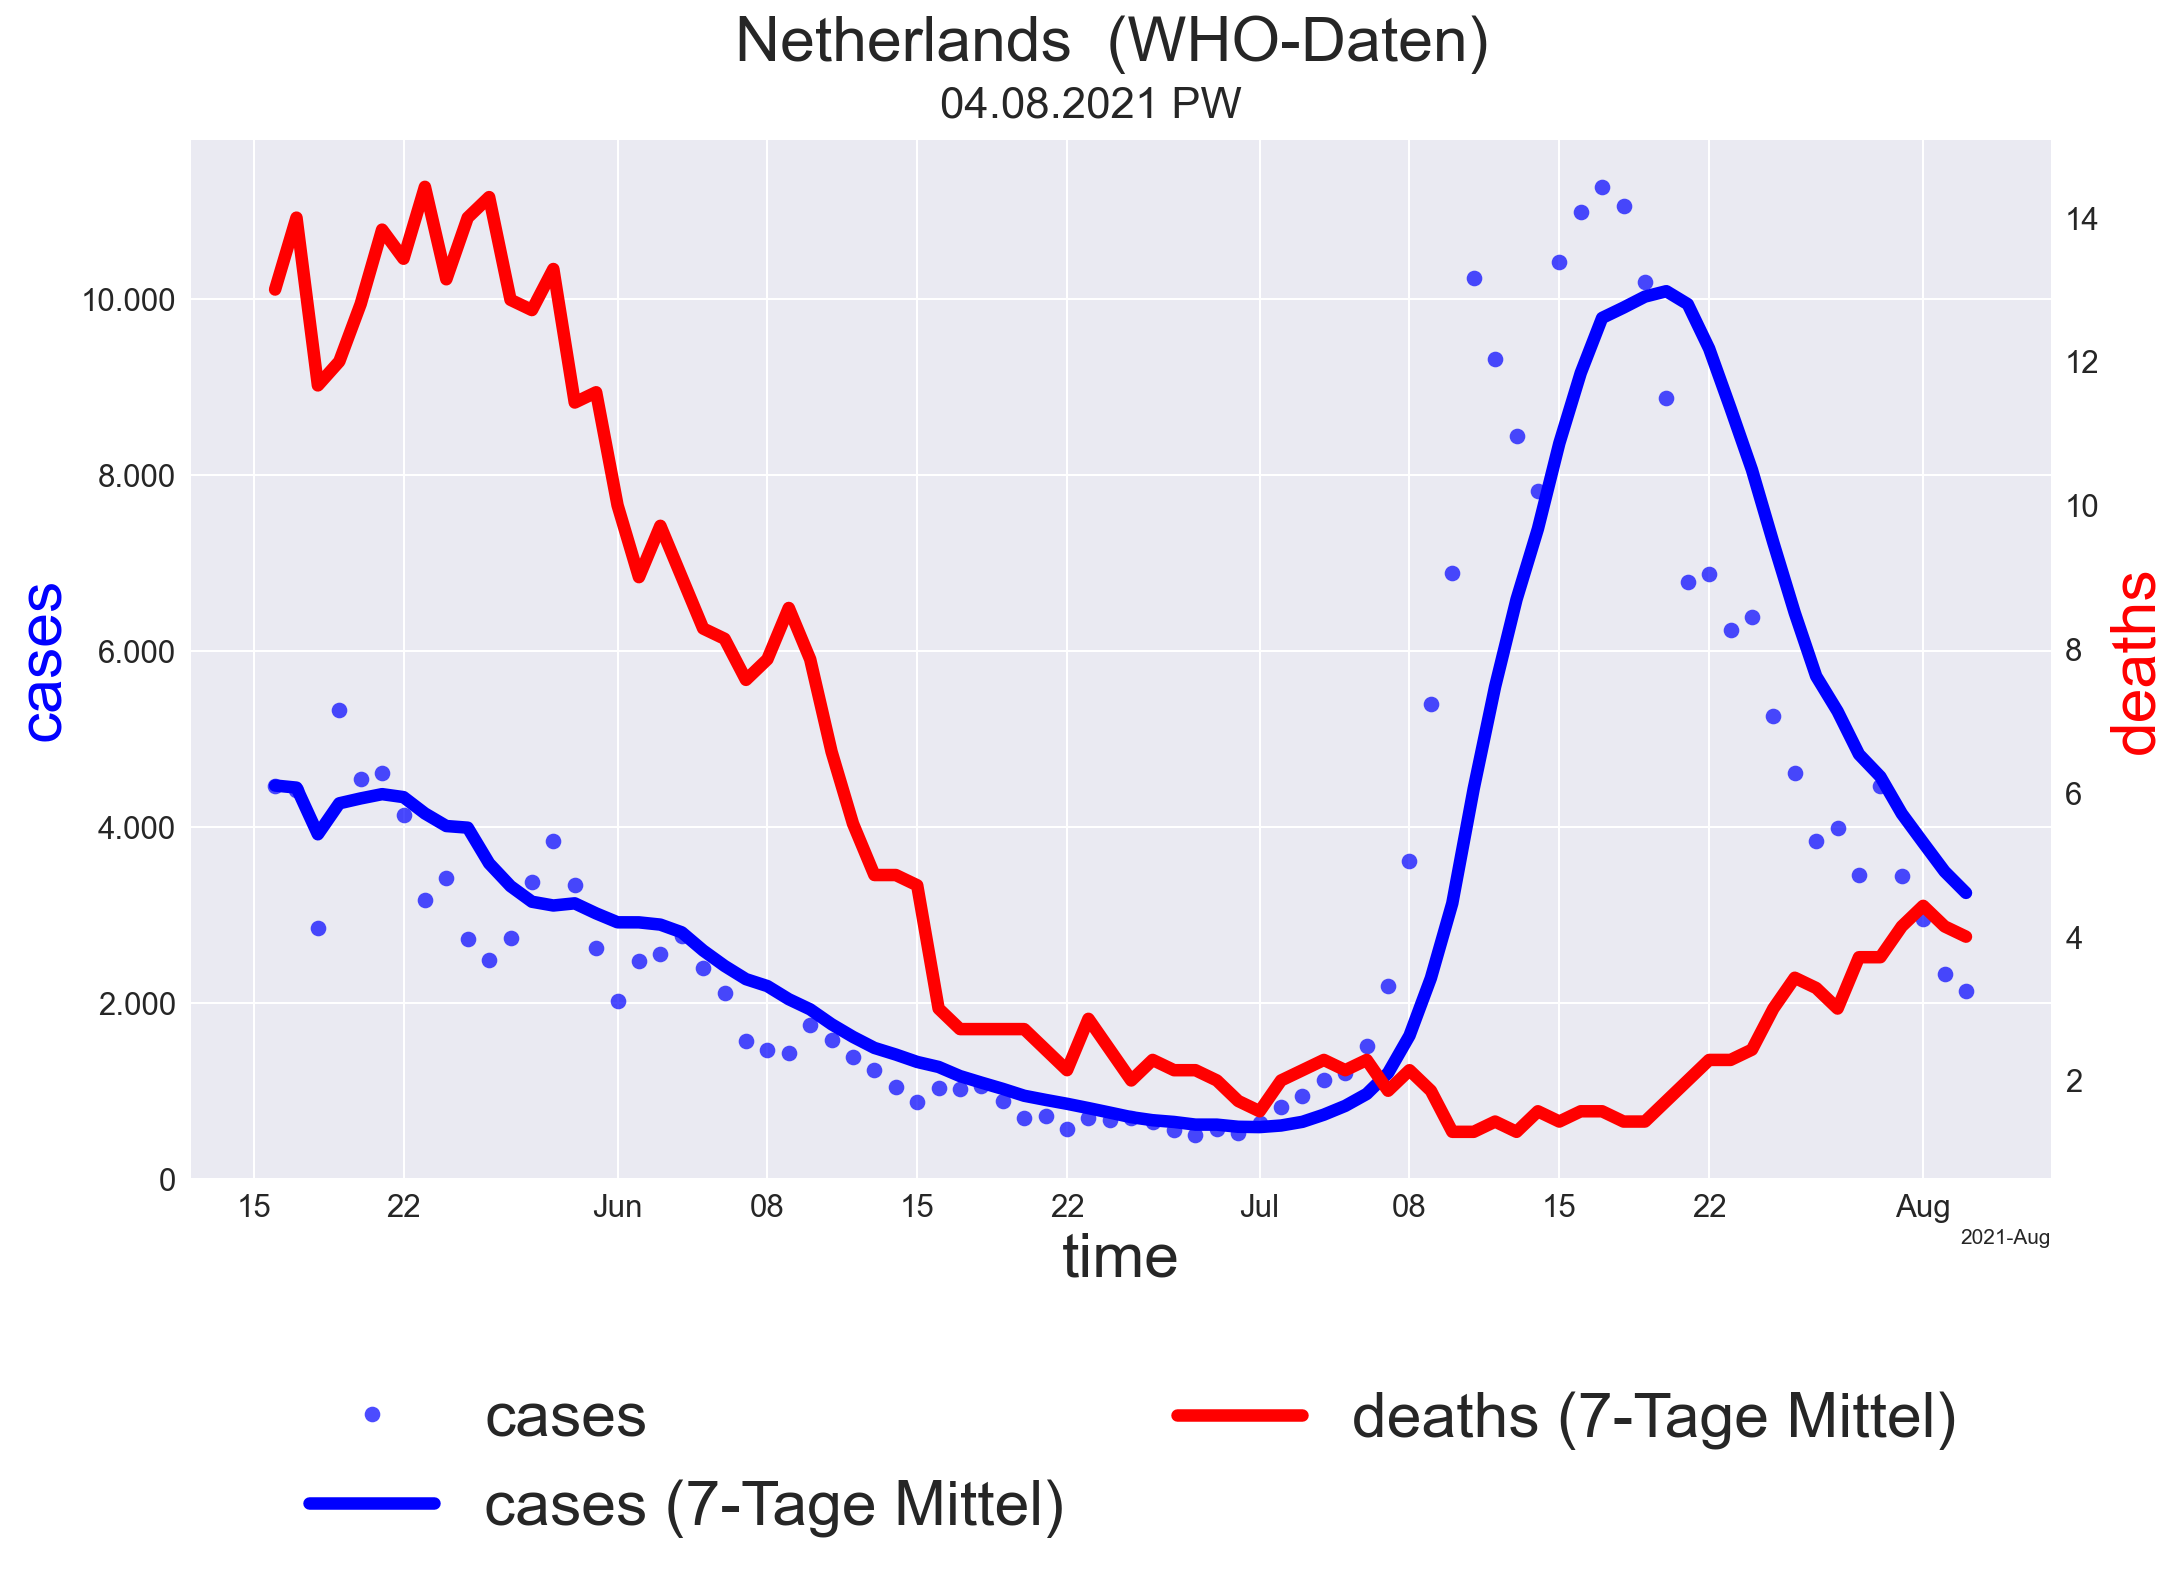 Netherlands  (WHO-Daten)
04.08.2021 PW
cases
10.000
8.000
6.000
4.000
2.000
0
14
12
10
8
6
4
2
deaths
15 22 Jun 08 15 22 Jul 08 15 22 Aug
2021-Aug
time
cases
cases (7-Tage Mittel)
deaths (7-Tage Mittel)